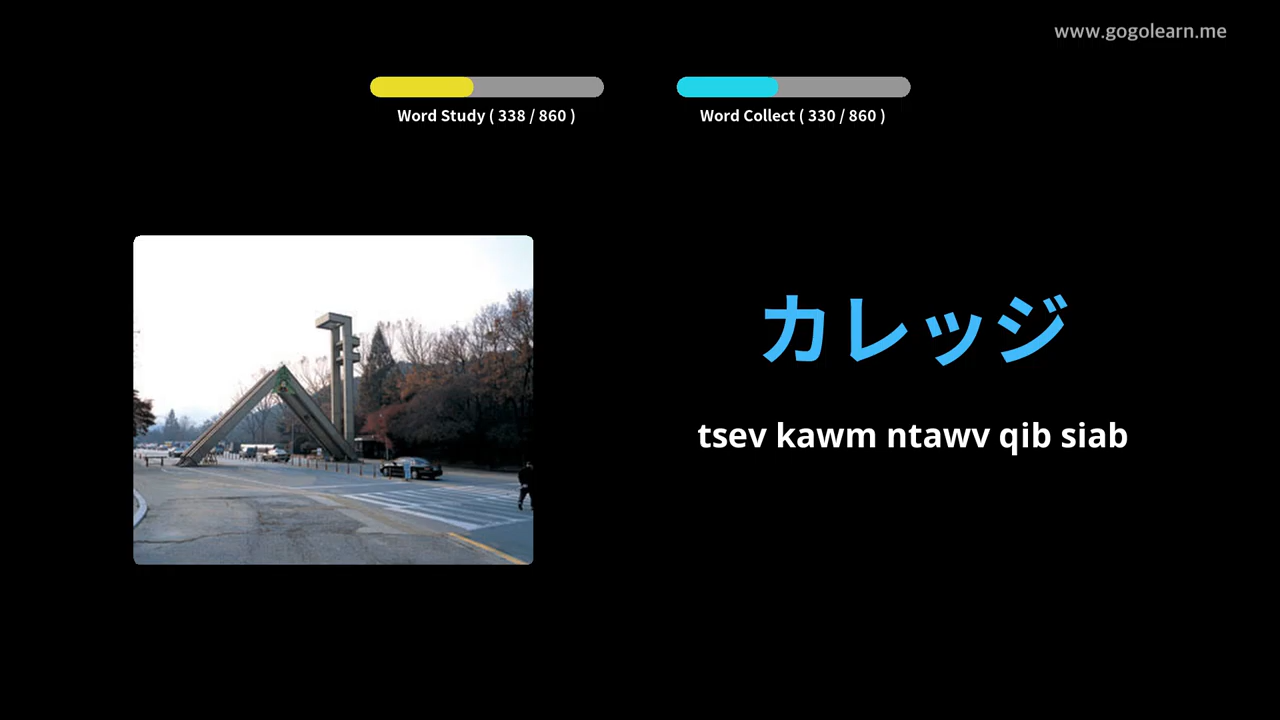 www.gogolearn.me
Word Study ( 338 / 860 )
Word Collect ( 330 / 860 )
カレッジ
tsev kawm ntawv qib siab